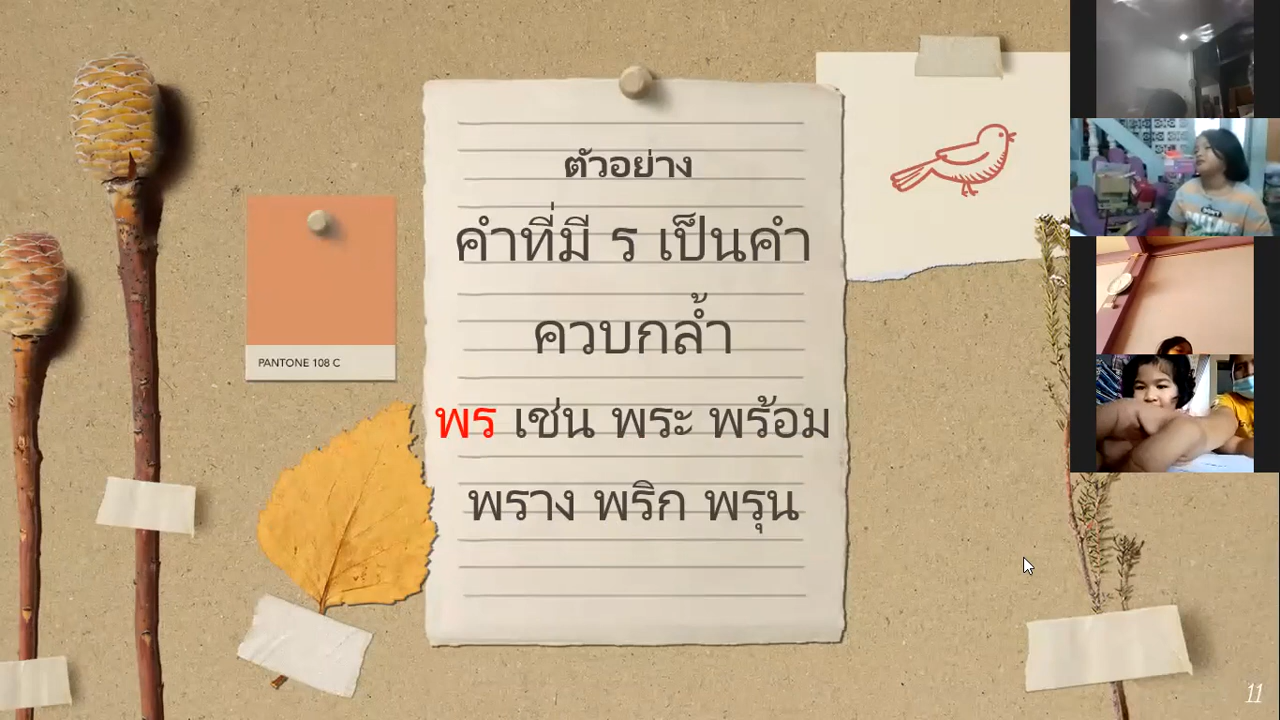 ตัวอย่าง
คำที่มี ร เป็นคำ
ควบกล้ำ
พร เช่น พระ พร้อม
พราง พริก พรุน
PANTONE 108 C
11